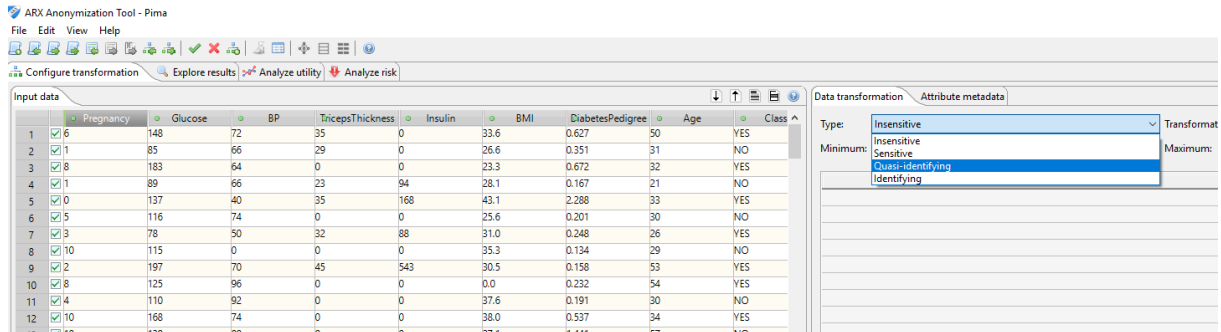 ARX Anonymization Tool - Pima
File Edit View Help
Configure transformation Explore results Analyze utility Analyze risk
Input data Data transformation Attribute metadata
Pregnancy Glucose BP TricepsThickness Insulin BMI DiabetesPedigree Age Class
Type: Insensitive Transformat
Insensitive
Minimum: Sensitive Maximum:
Quasi-identifying
Identifying
1 6 148 72 35 0 33.6 0.627 50 YES
2 1 85 66 29 0 26.6 0.351 31 NO
3 8 183 64 0 0 23.3 0.672 32 YES
4 1 89 66 23 94 28.1 0.167 21 NO
5 0 137 40 35 168 43.1 2.288 33 YES
6 5 116 74 0 0 25.6 0.201 30 NO
7 3 78 50 32 88 31.0 0.248 26 YES
8 10 115 0 0 0 35.3 0.134 29 NO
9 2 197 70 45 543 30.5 0.158 53 YES
10 8 125 96 0 0 0.0 0.232 54 YES
11 4 110 92 0 0 37.6 0.191 30 NO
12 10 168 74 0 0 38.0 0.537 34 YES